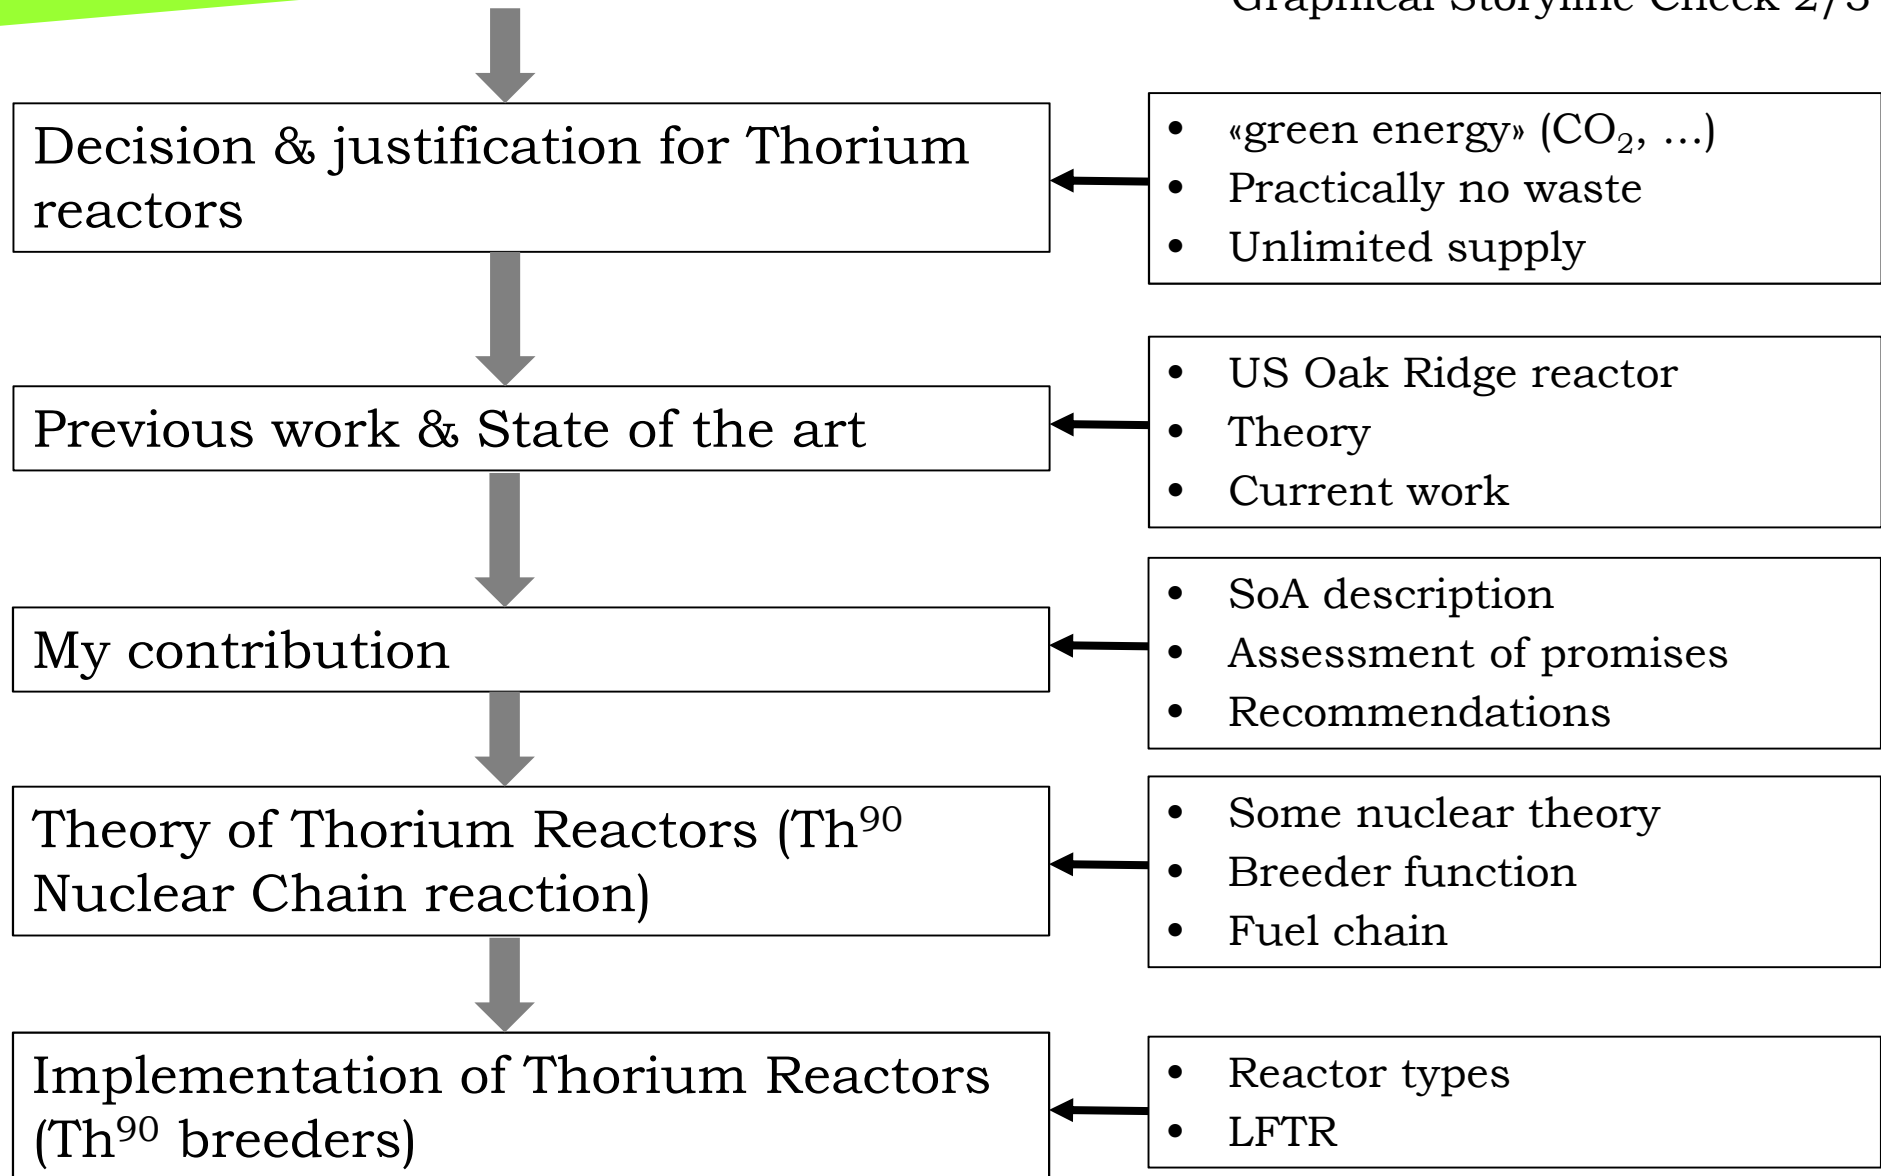 Graphical Storyline Check 2/3
Decision & justification for Thorium
reactors
• «green energy» (CO₂, …)
• Practically no waste
• Unlimited supply
Previous work & State of the art
• US Oak Ridge reactor
• Theory
• Current work
My contribution
• SoA description
• Assessment of promises
• Recommendations
Theory of Thorium Reactors (Th⁹⁰
Nuclear Chain reaction)
• Some nuclear theory
• Breeder function
• Fuel chain
Implementation of Thorium Reactors
(Th⁹⁰ breeders)
• Reactor types
• LFTR